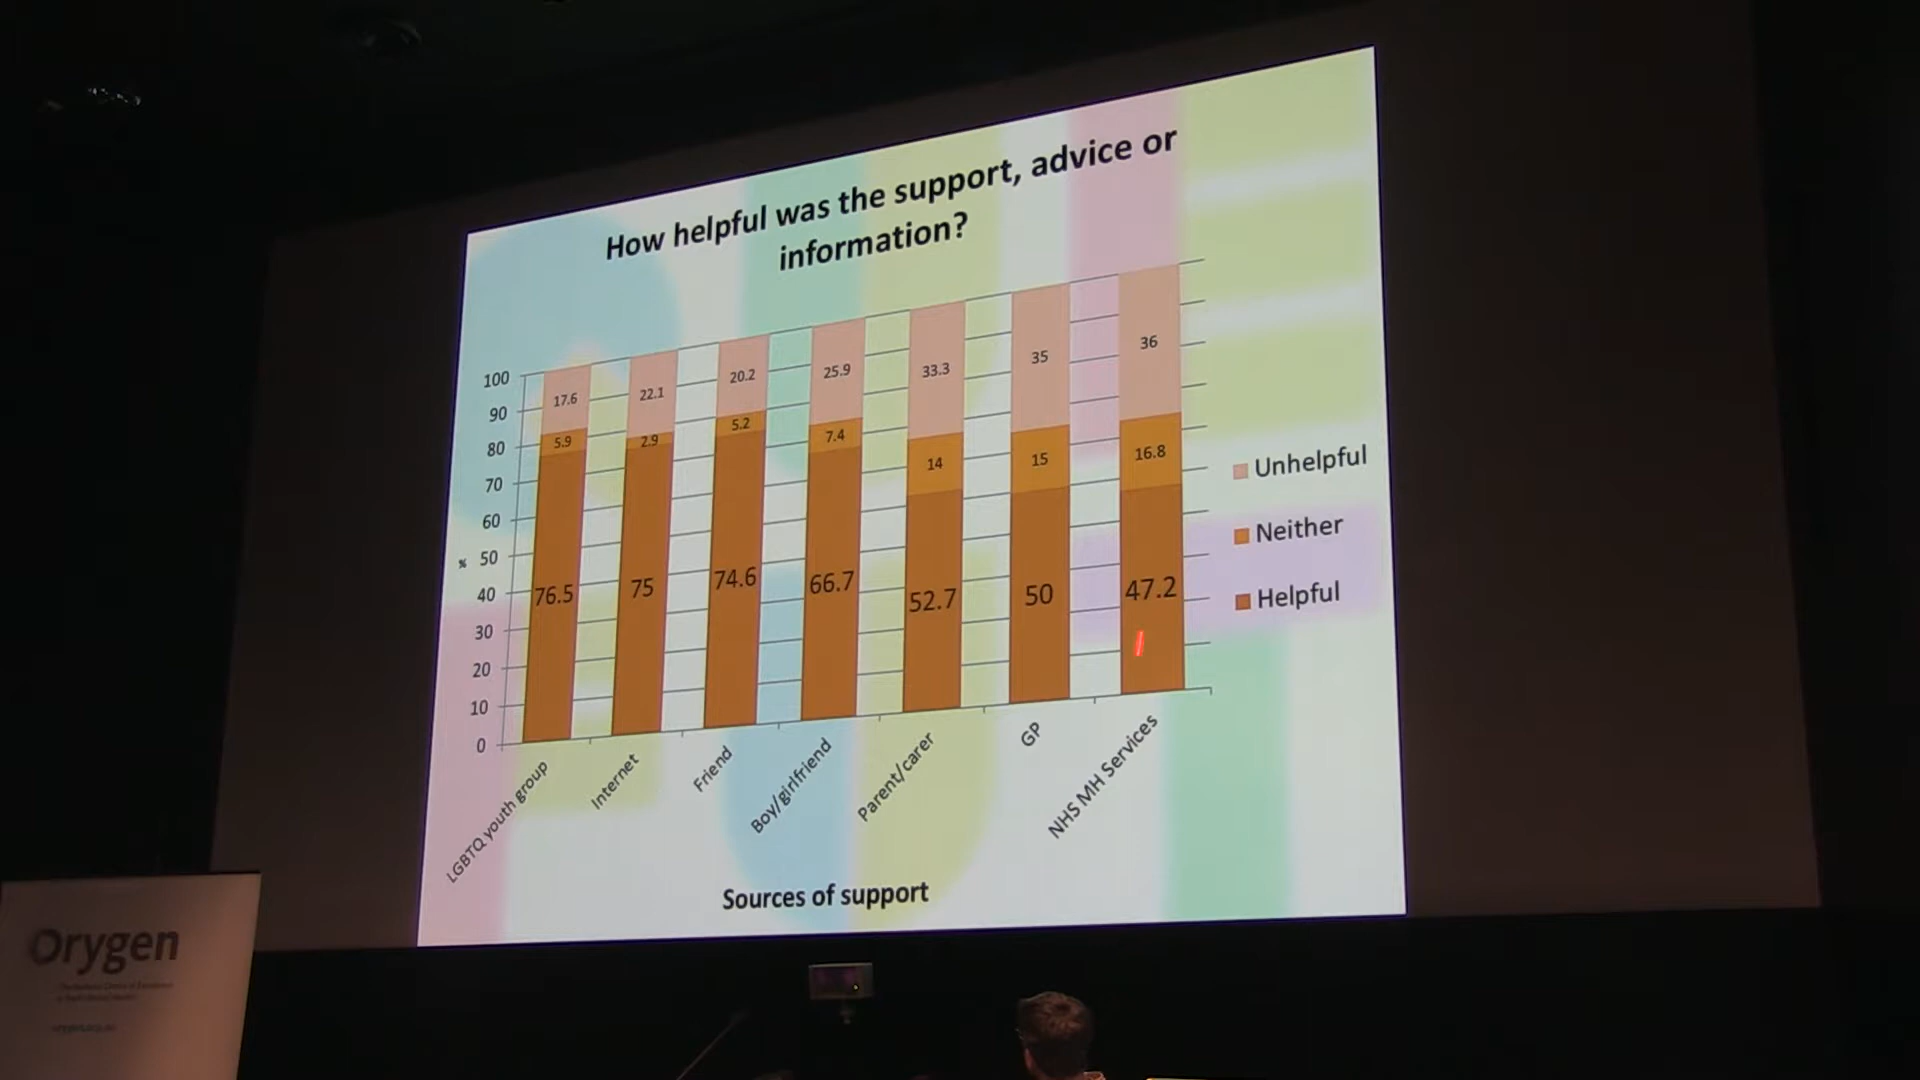 How helpful was the support, advice or
information?
100
90
80
70
60
50
40
30
20
10
0
%
17.6
22.1
20.2
25.9
33.3
35
36
5.9
2.9
5.2
7.4
14
15
16.8
76.5
75
74.6
66.7
52.7
50
47.2
Unhelpful
Neither
Helpful
LGBTQ youth group
Internet
Friend
Boy/girlfriend
Parent/carer
GP
NHS MH Services
Sources of support
Orygen